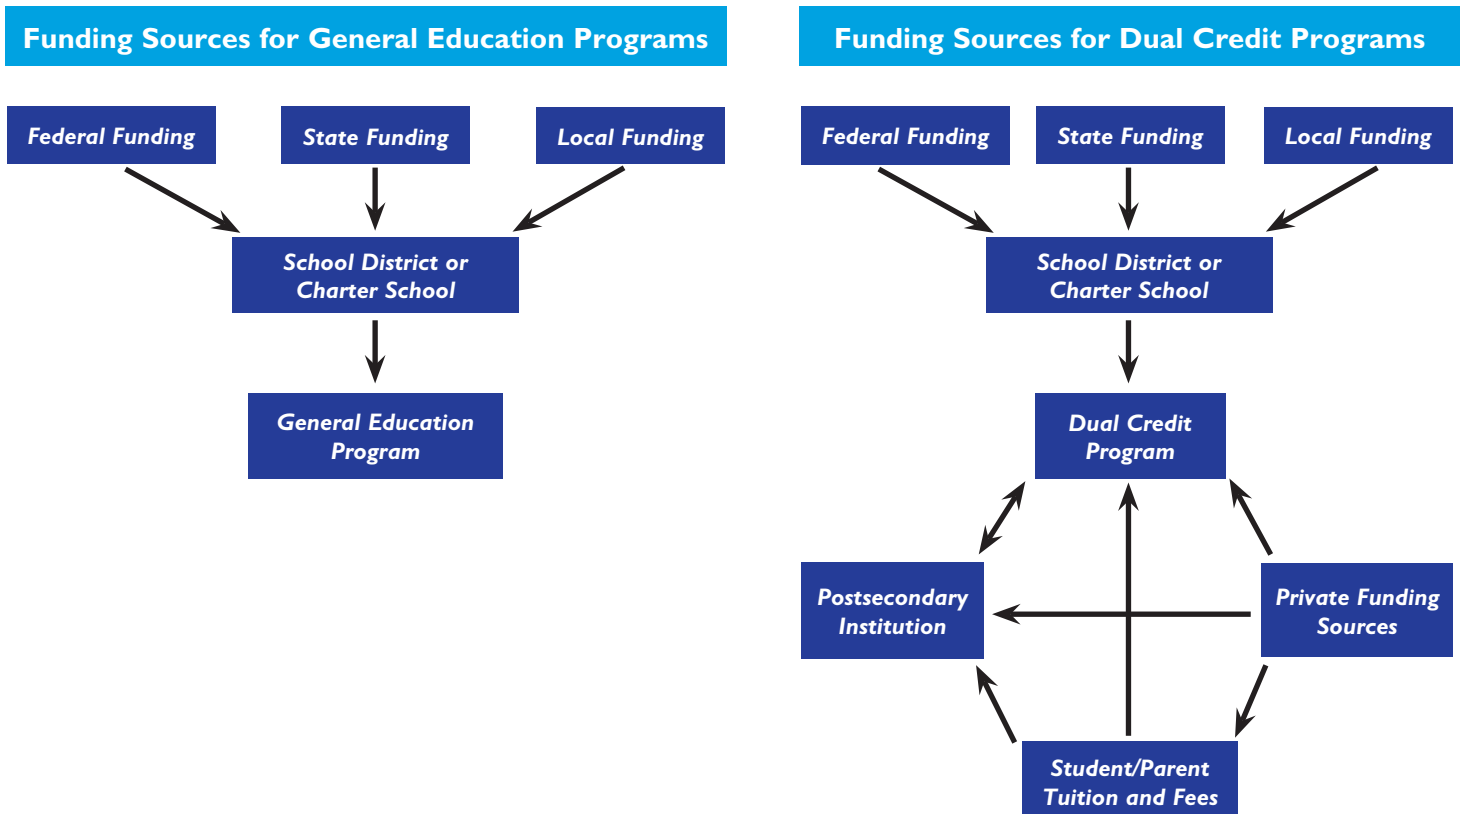 Funding Sources for General Education Programs
Federal Funding
State Funding
Local Funding
School District or
Charter School
General Education
Program
Funding Sources for Dual Credit Programs
Federal Funding
State Funding
Local Funding
School District or
Charter School
Dual Credit
Program
Postsecondary
Institution
Private Funding
Sources
Student/Parent
Tuition and Fees